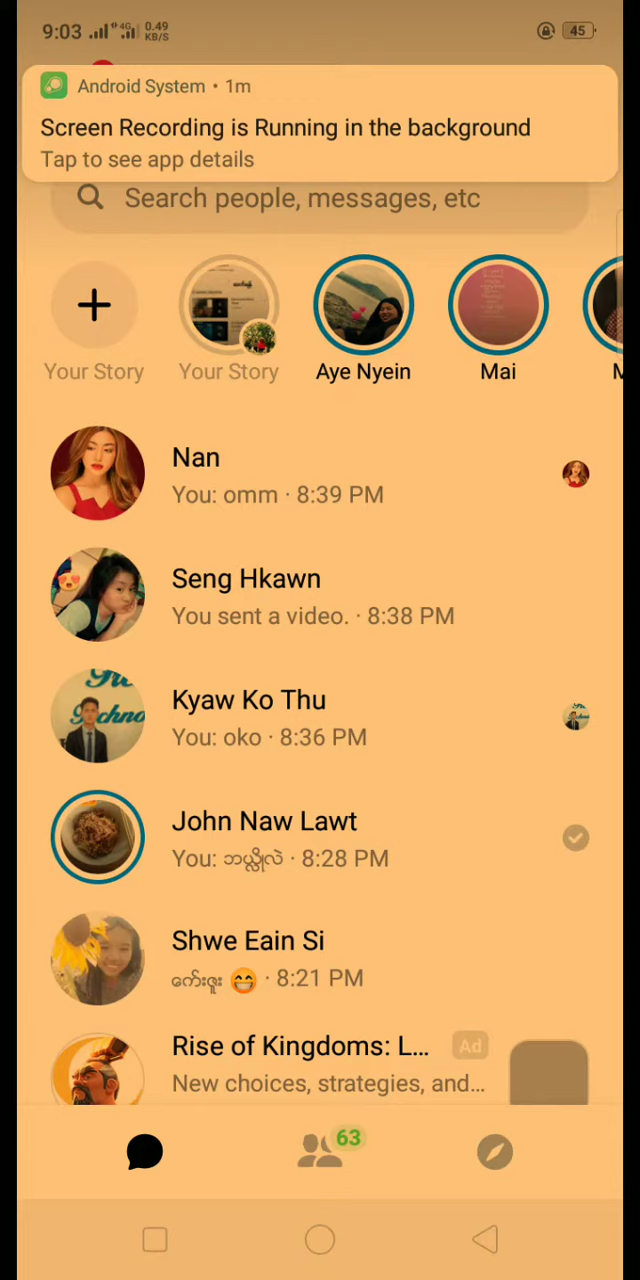 9:03 4G 0.49 KB/S 45
Android System • 1m
Screen Recording is Running in the background
Tap to see app details
Search people, messages, etc
Your Story Your Story Aye Nyein Mai M
Nan
You: omm · 8:39 PM
Seng Hkawn
You sent a video. · 8:38 PM
Kyaw Ko Thu
You: oko · 8:36 PM
John Naw Lawt
You: ဘယ္လိုလဲ · 8:28 PM
Shwe Eain Si
😁 · 8:21 PM
Rise of Kingdoms: L... Ad
New choices, strategies, and...
63